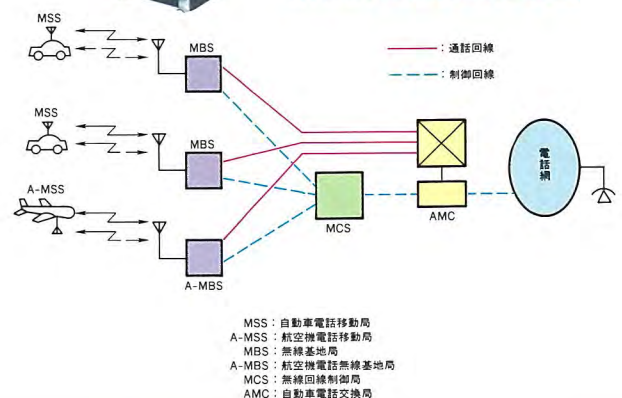 MSS
MBS
——：通話回線
- - -：制御回線
MSS
MBS
電話網
A-MSS
MCS
AMC
A-MBS
MSS：自動車電話移動局
A-MSS：航空機電話移動局
MBS：無線基地局
A-MBS：航空機電話無線基地局
MCS：無線回線制御局
AMC：自動車電話交換局